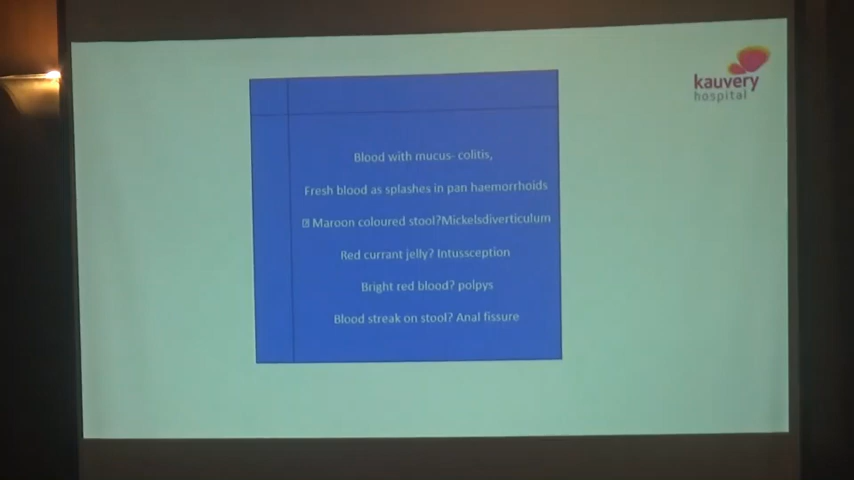 kauvery
hospital
Blood with mucus- colitis,
Fresh blood as splashes in pan haemorrhoids
Maroon coloured stool?Mickelsdiverticulum
Red currant jelly? Intussception
Bright red blood? polpys
Blood streak on stool? Anal fissure